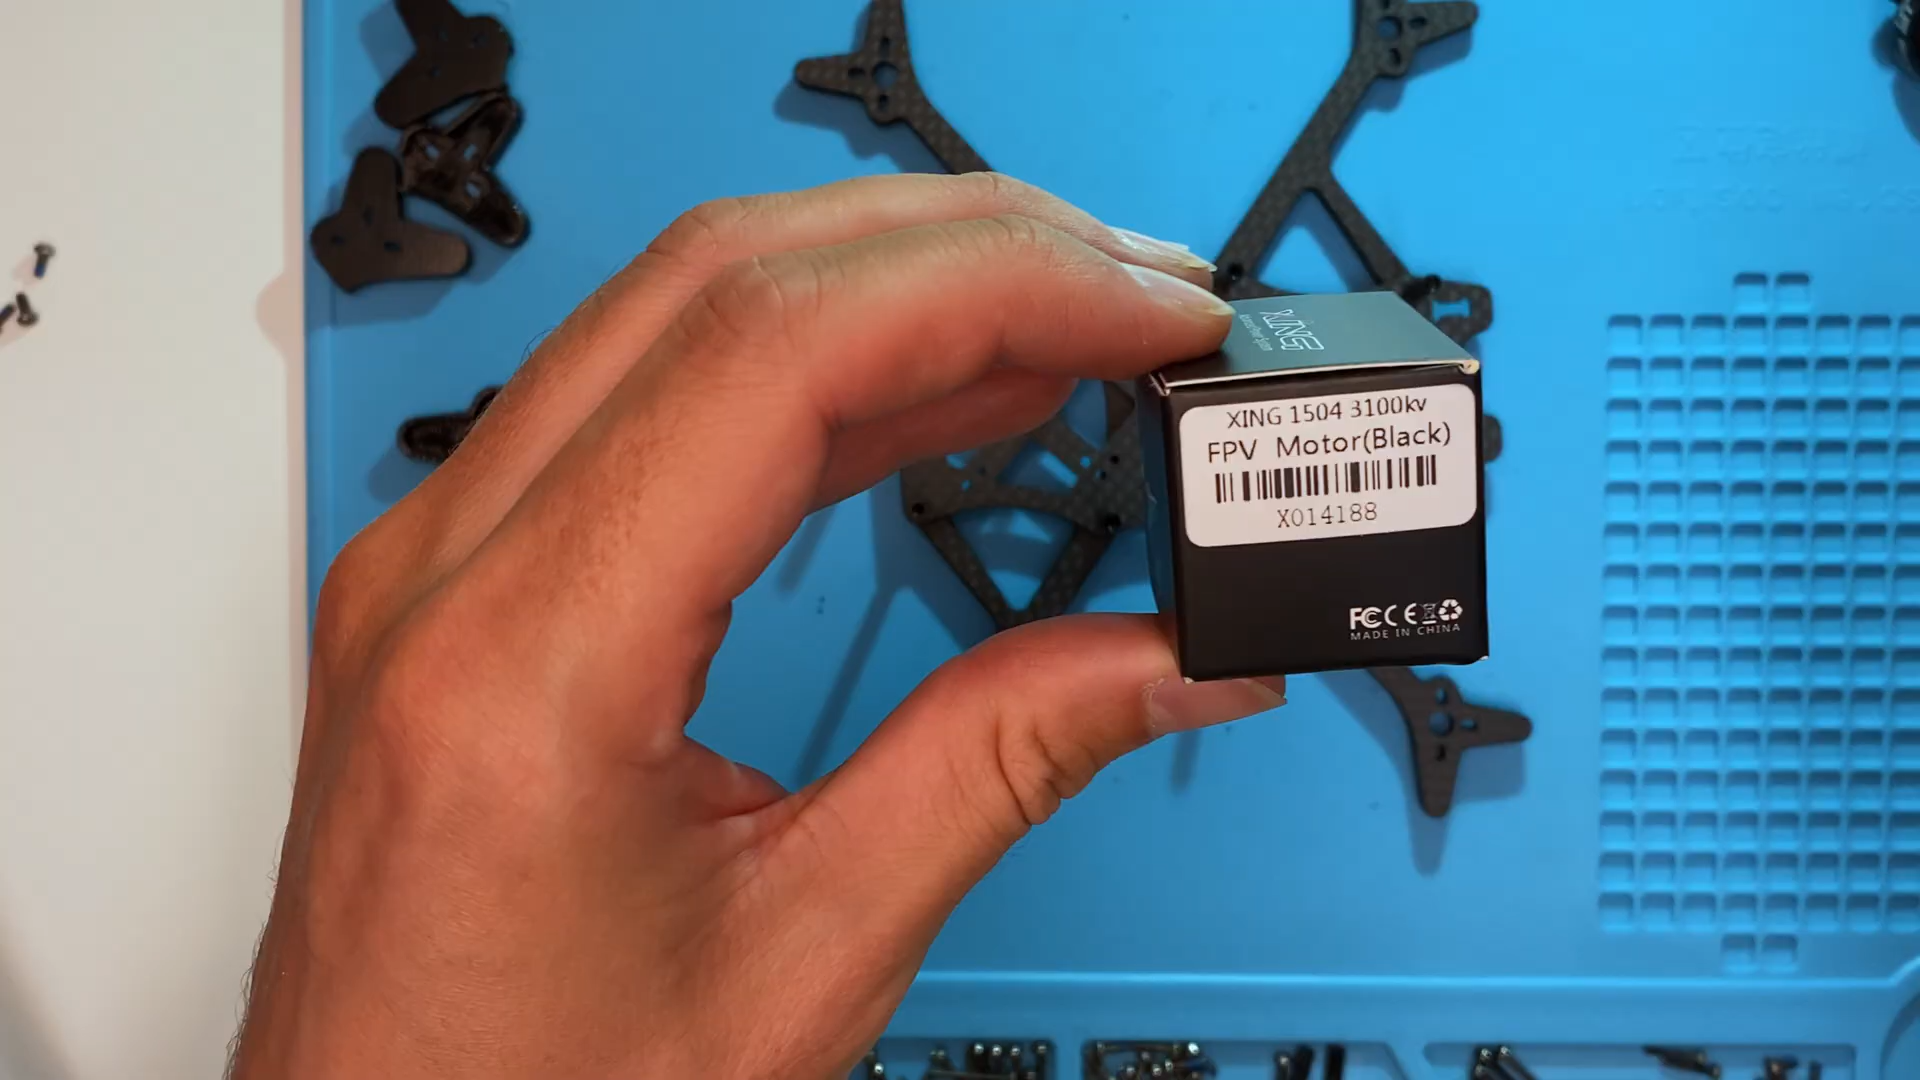 XING
XING 1504 3100kv
FPV Motor(Black)
X014188
FC CE
MADE IN CHINA